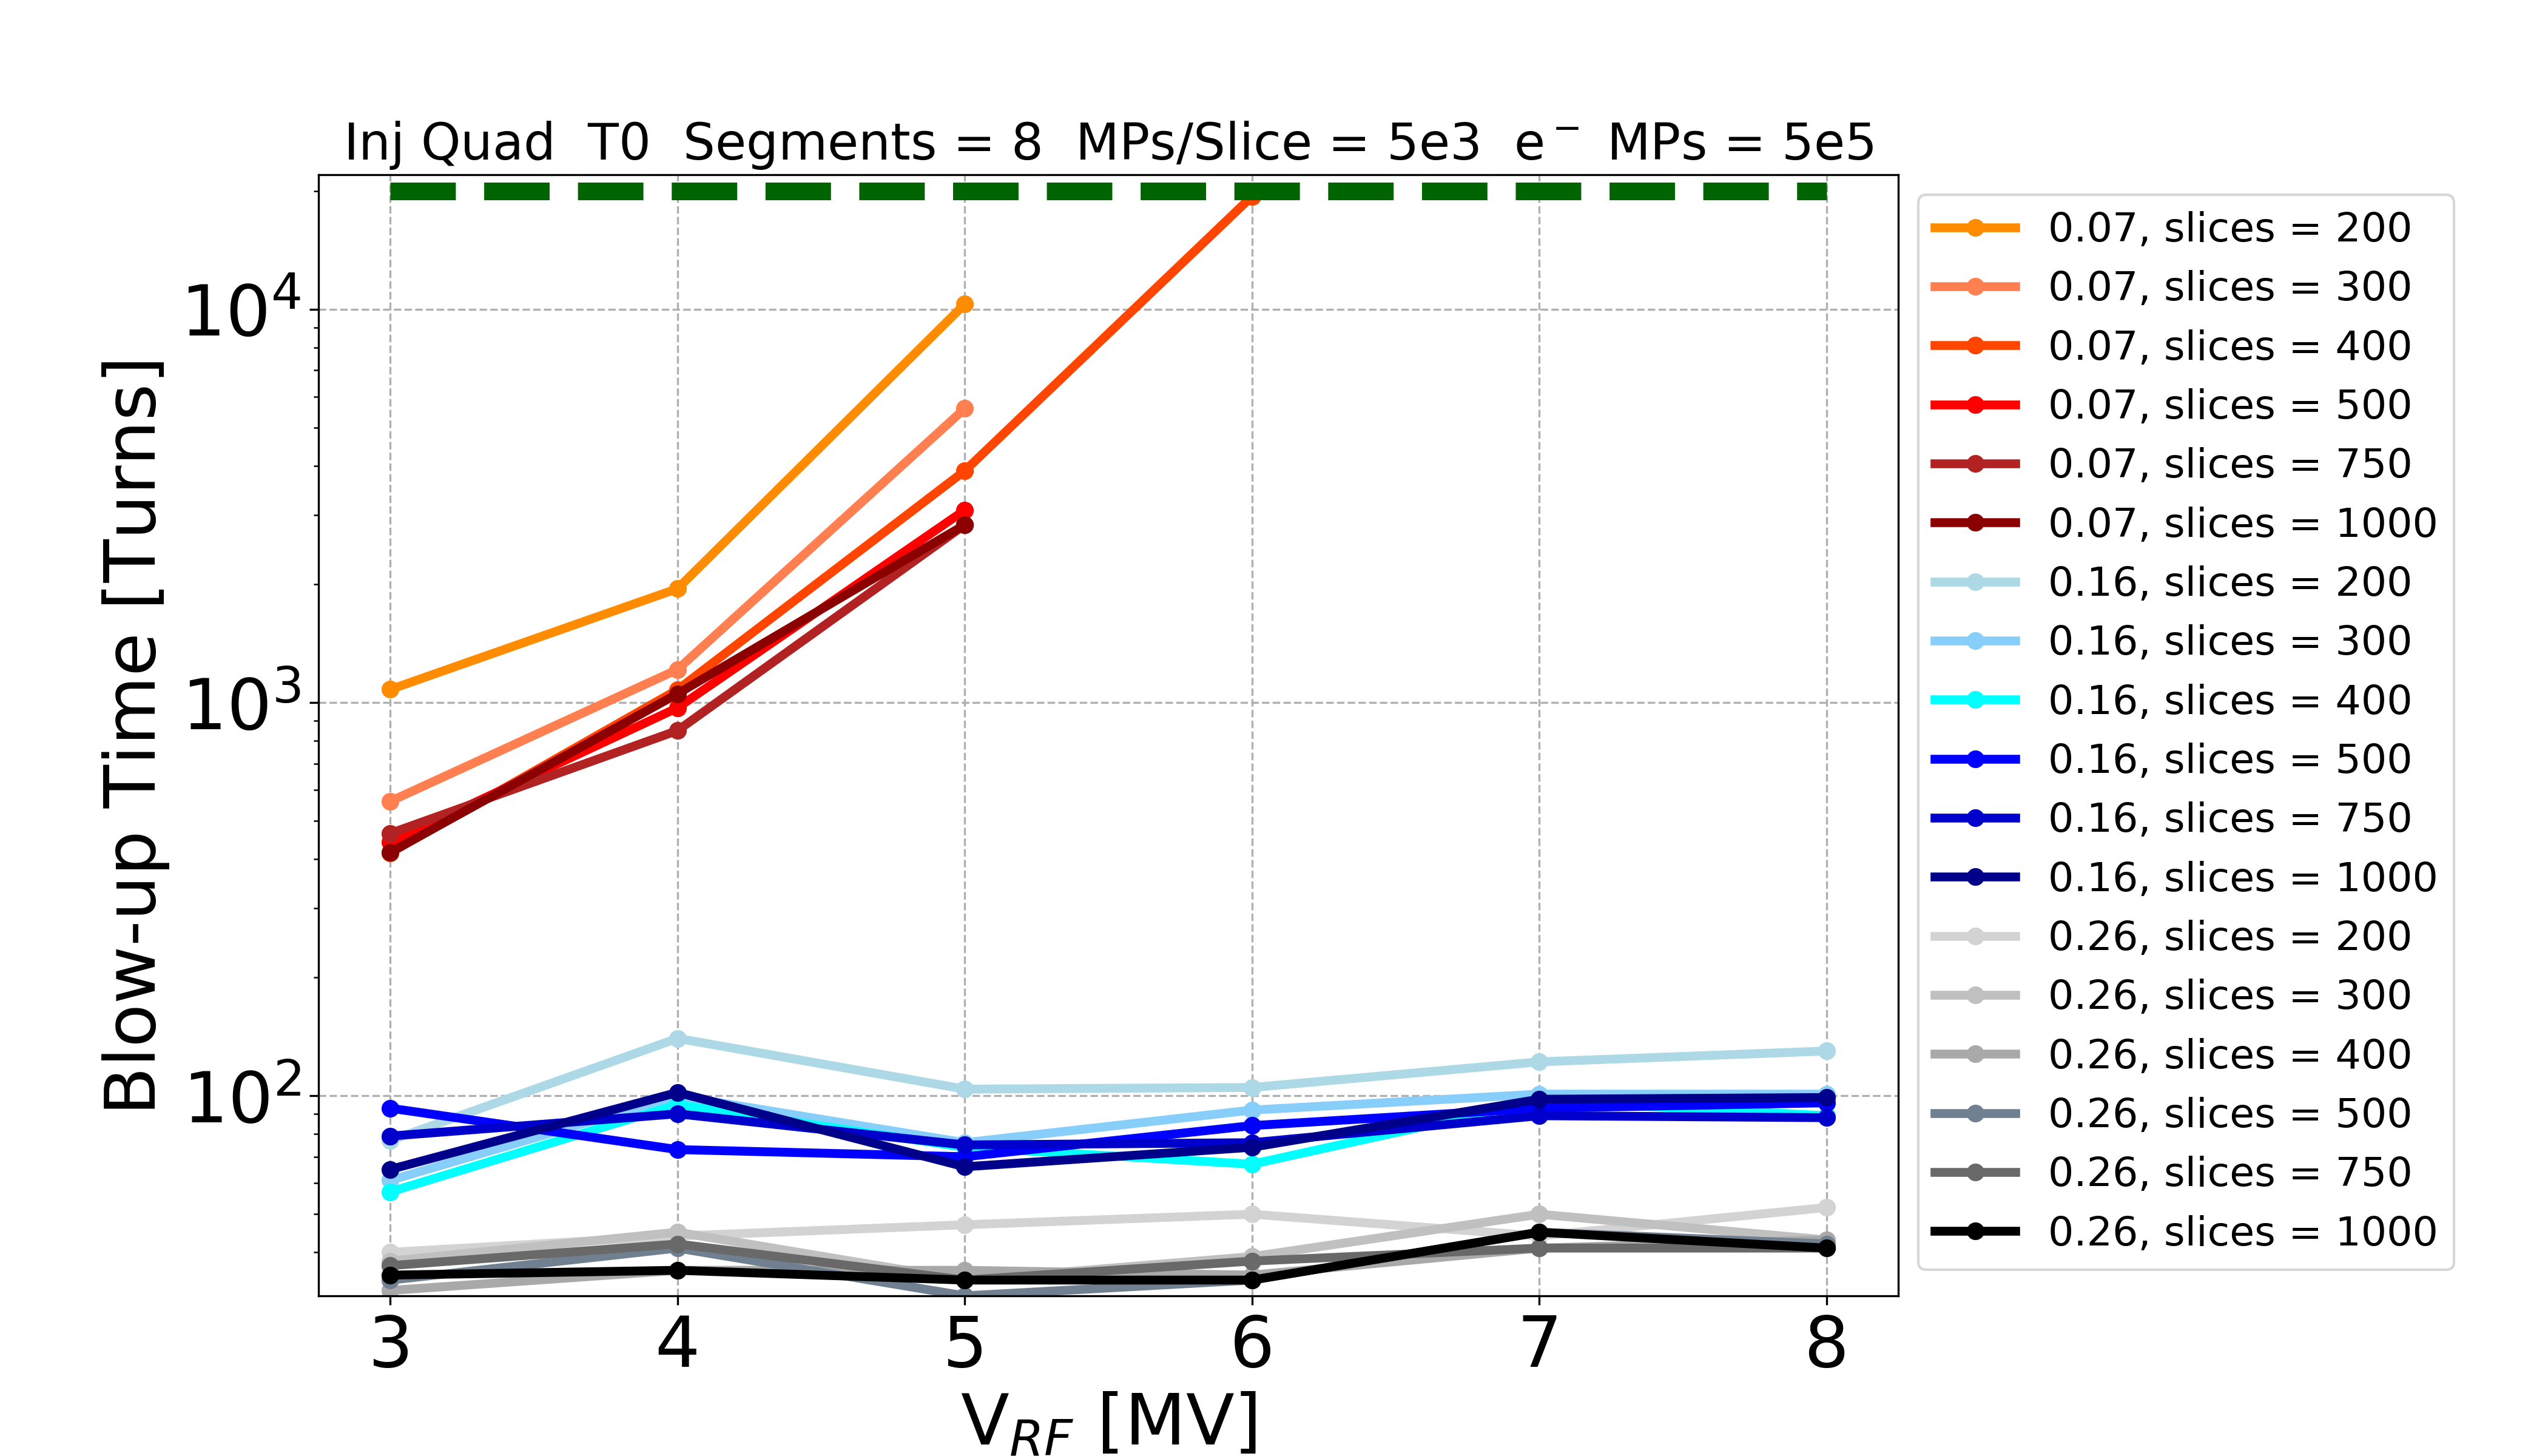 Inj Quad  T0  Segments = 8  MPs/Slice = 5e3  e⁻ MPs = 5e5
Blow-up Time [Turns]
10⁴
10³
10²
3 4 5 6 7 8
V_RF [MV]
0.07, slices = 200
0.07, slices = 300
0.07, slices = 400
0.07, slices = 500
0.07, slices = 750
0.07, slices = 1000
0.16, slices = 200
0.16, slices = 300
0.16, slices = 400
0.16, slices = 500
0.16, slices = 750
0.16, slices = 1000
0.26, slices = 200
0.26, slices = 300
0.26, slices = 400
0.26, slices = 500
0.26, slices = 750
0.26, slices = 1000